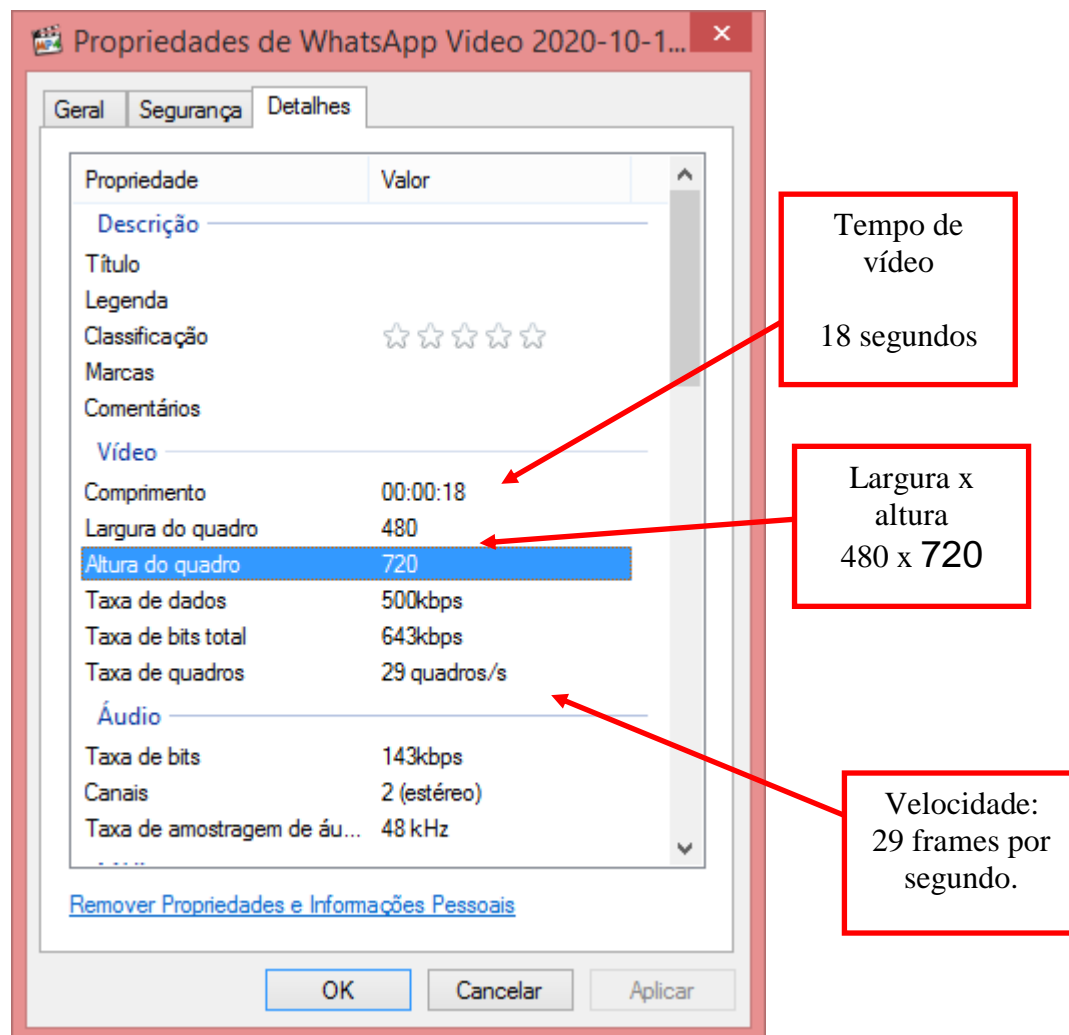 Propriedades de WhatsApp Video 2020-10-1...
Geral Segurança Detalhes
Propriedade Valor
Descrição
Título
Legenda
Classificação
Marcas
Comentários
Vídeo
Comprimento 00:00:18
Largura do quadro 480
Altura do quadro 720
Taxa de dados 500kbps
Taxa de bits total 643kbps
Taxa de quadros 29 quadros/s
Áudio
Taxa de bits 143kbps
Canais 2 (estéreo)
Taxa de amostragem de áu... 48 kHz
Remover Propriedades e Informações Pessoais
OK Cancelar Aplicar
Tempo de
vídeo
18 segundos
Largura x
altura
480 x 720
Velocidade:
29 frames por
segundo.